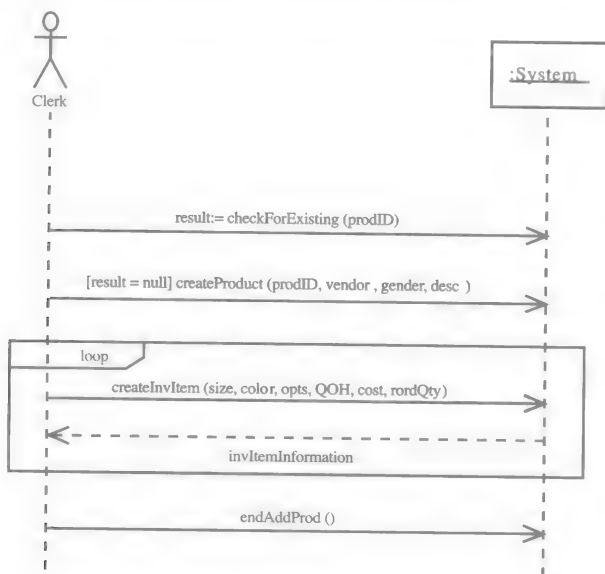 Clerk
:System
result:= checkForExisting (prodID)
[result = null] createProduct (prodID, vendor , gender, desc )
loop
createInvItem (size, color, opts, QOH, cost, rordQty)
invItemInformation
endAddProd ()